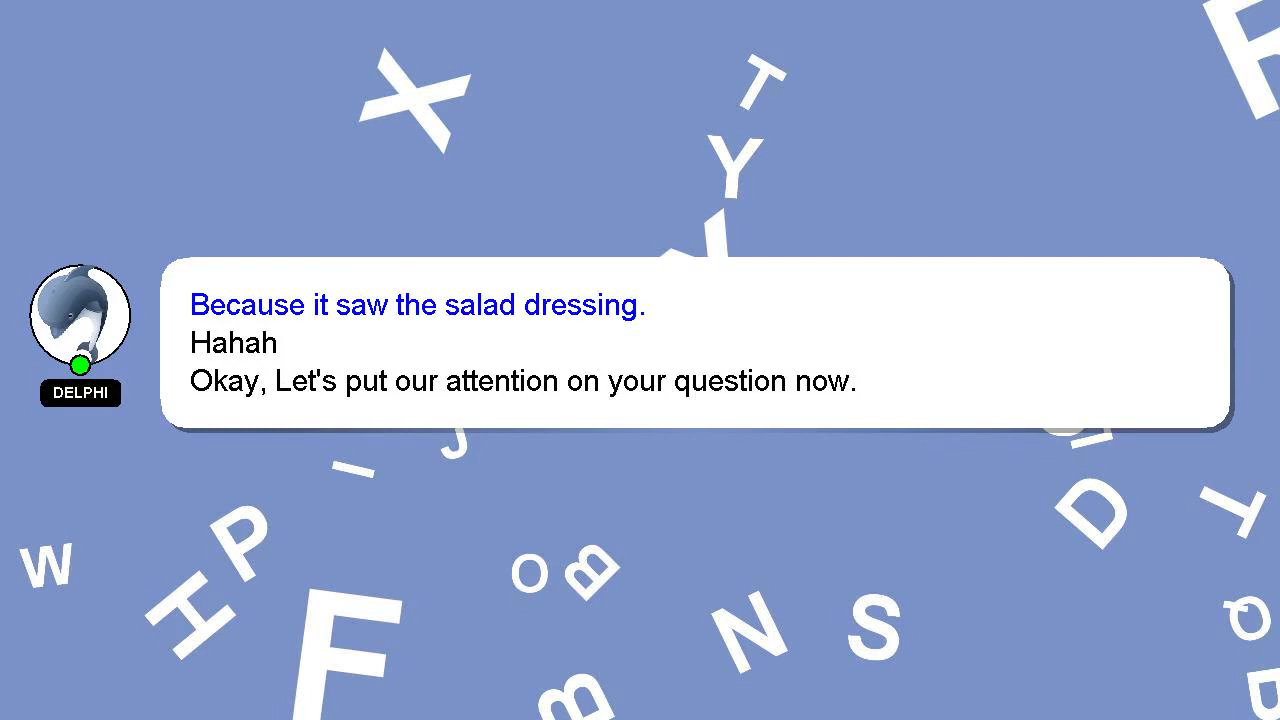 X
T
Y
Because it saw the salad dressing.
Hahah
Okay, Let's put our attention on your question now.
DELPHI
J
I
D
T
W
P
H
F
O
B
N
S
Q
B
B